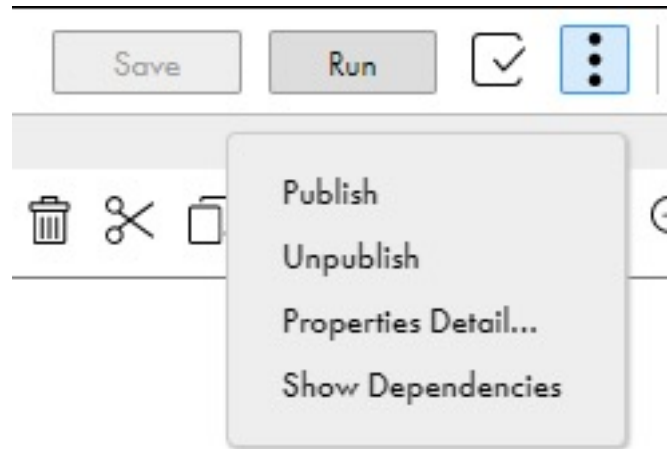 Save
Run
Publish
Unpublish
Properties Detail...
Show Dependencies